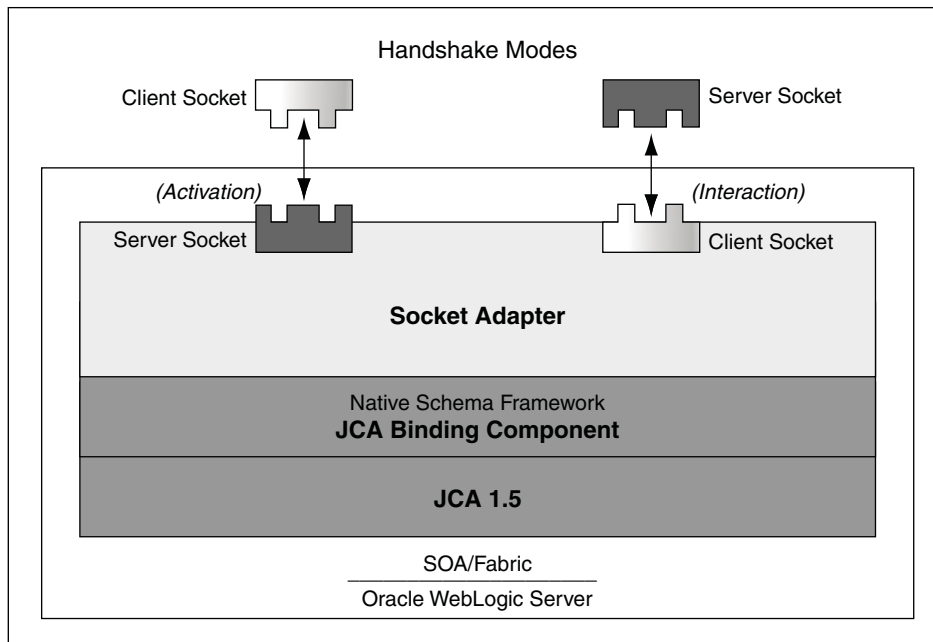 Handshake Modes
Client Socket
Server Socket
(Activation)
(Interaction)
Server Socket
Client Socket
Socket Adapter
Native Schema Framework
JCA Binding Component
JCA 1.5
SOA/Fabric
Oracle WebLogic Server